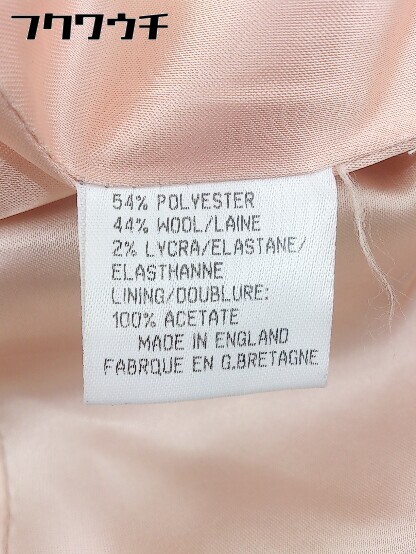 フクワウチ
54% POLYESTER
44% WOOL/LAINE
2% LYCRA/ELASTANE/
ELASTHANNE
LINING/DOUBLURE:
100% ACETATE
MADE IN ENGLAND
FABRIQUE EN G.BRETAGNE